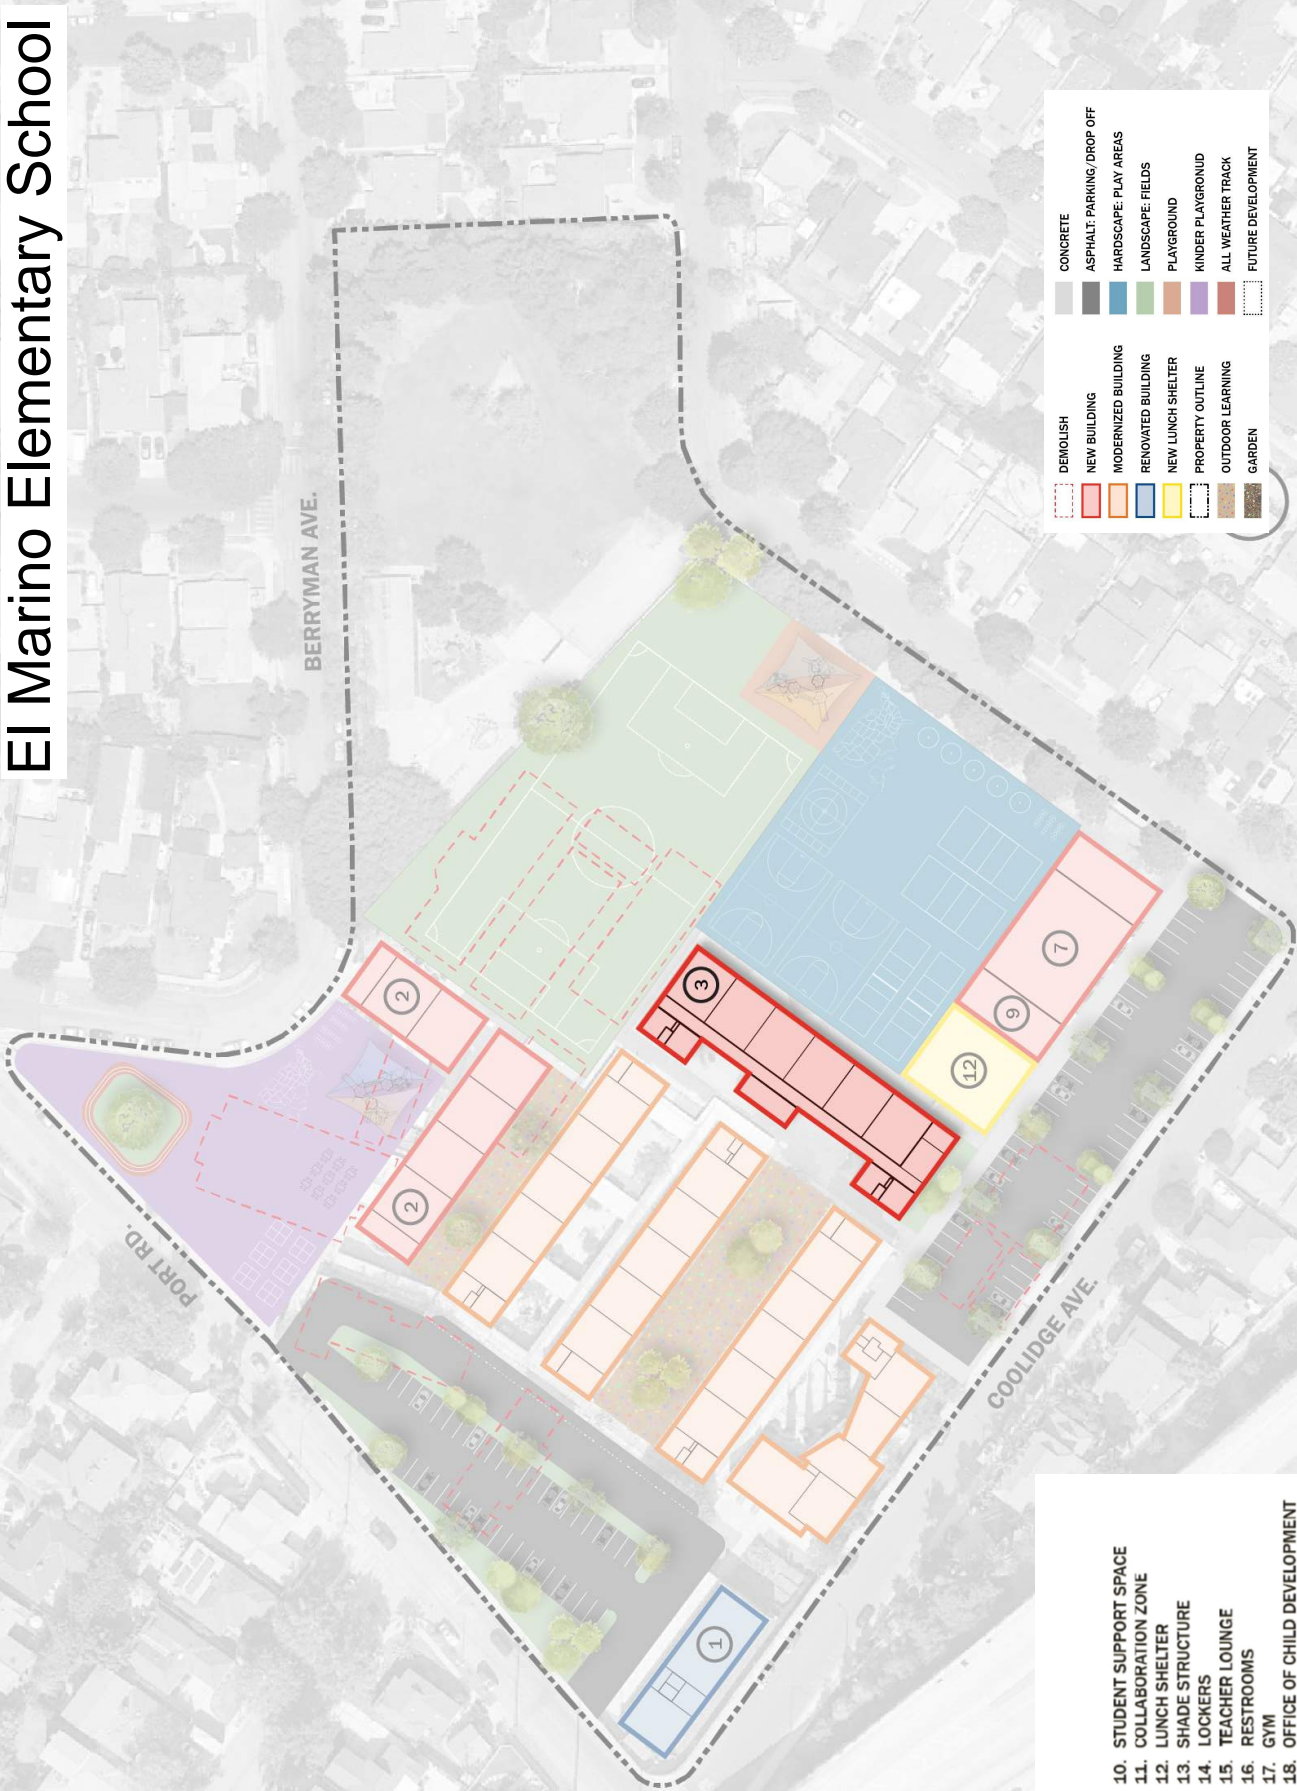 El Marino Elementary School
BERRYMAN AVE.
PORT RD.
COOLIDGE AVE.
2
2
3
7
9
12
1
DEMOLISH
NEW BUILDING
MODERNIZED BUILDING
RENOVATED BUILDING
NEW LUNCH SHELTER
PROPERTY OUTLINE
OUTDOOR LEARNING
GARDEN
CONCRETE
ASPHALT: PARKING/DROP OFF
HARDSCAPE: PLAY AREAS
LANDSCAPE: FIELDS
PLAYGROUND
KINDER PLAYGRONUD
ALL WEATHER TRACK
FUTURE DEVELOPMENT
10. STUDENT SUPPORT SPACE
11. COLLABORATION ZONE
12. LUNCH SHELTER
13. SHADE STRUCTURE
14. LOCKERS
15. TEACHER LOUNGE
16. RESTROOMS
17. GYM
18. OFFICE OF CHILD DEVELOPMENT